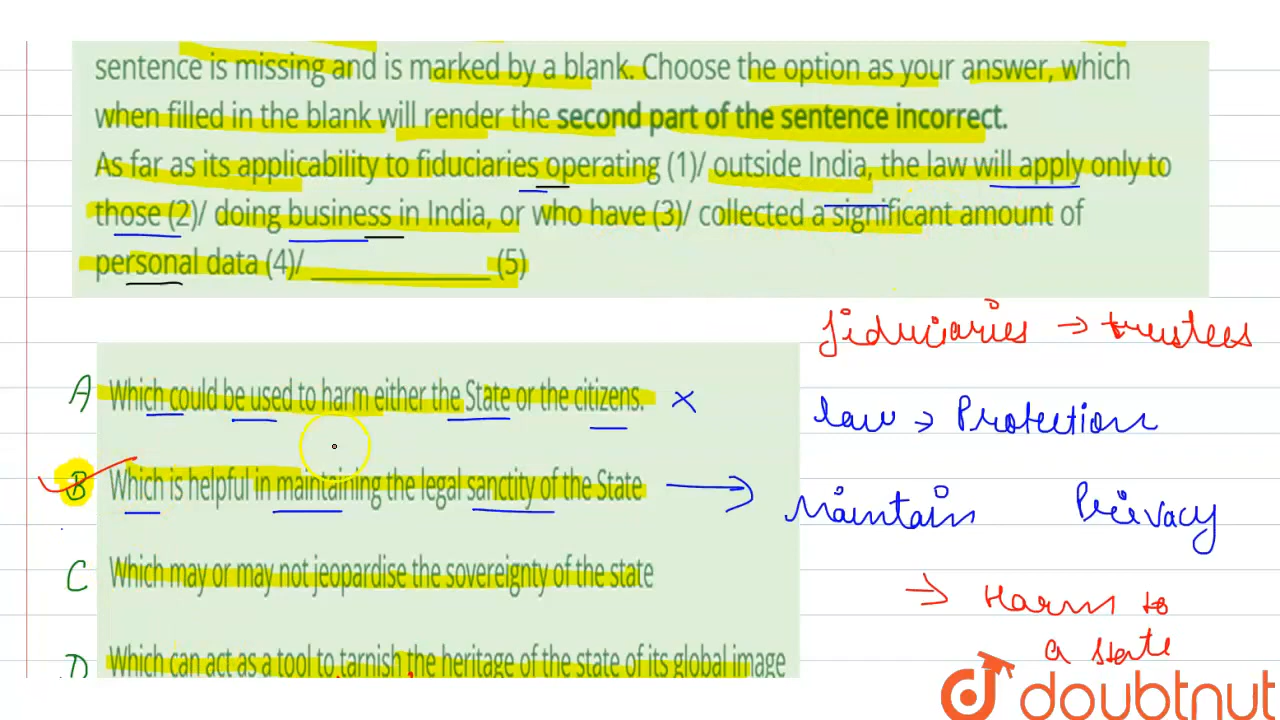 sentence is missing and is marked by a blank. Choose the option as your answer, which
when filled in the blank will render the second part of the sentence incorrect.
As far as its applicability to fiduciaries operating (1)/ outside India, the law will apply only to
those (2)/ doing business in India, or who have (3)/ collected a significant amount of
personal data (4)/ ________________ (5)
fiduciaries → trustees
A Which could be used to harm either the State or the citizens. ×
law → Protection
B Which is helpful in maintaining the legal sanctity of the State →
Maintain Privacy
C Which may or may not jeopardise the sovereignty of the state
→ Harm to
a state
D Which can act as a tool to tarnish the heritage of the state of its global image
doubtnut